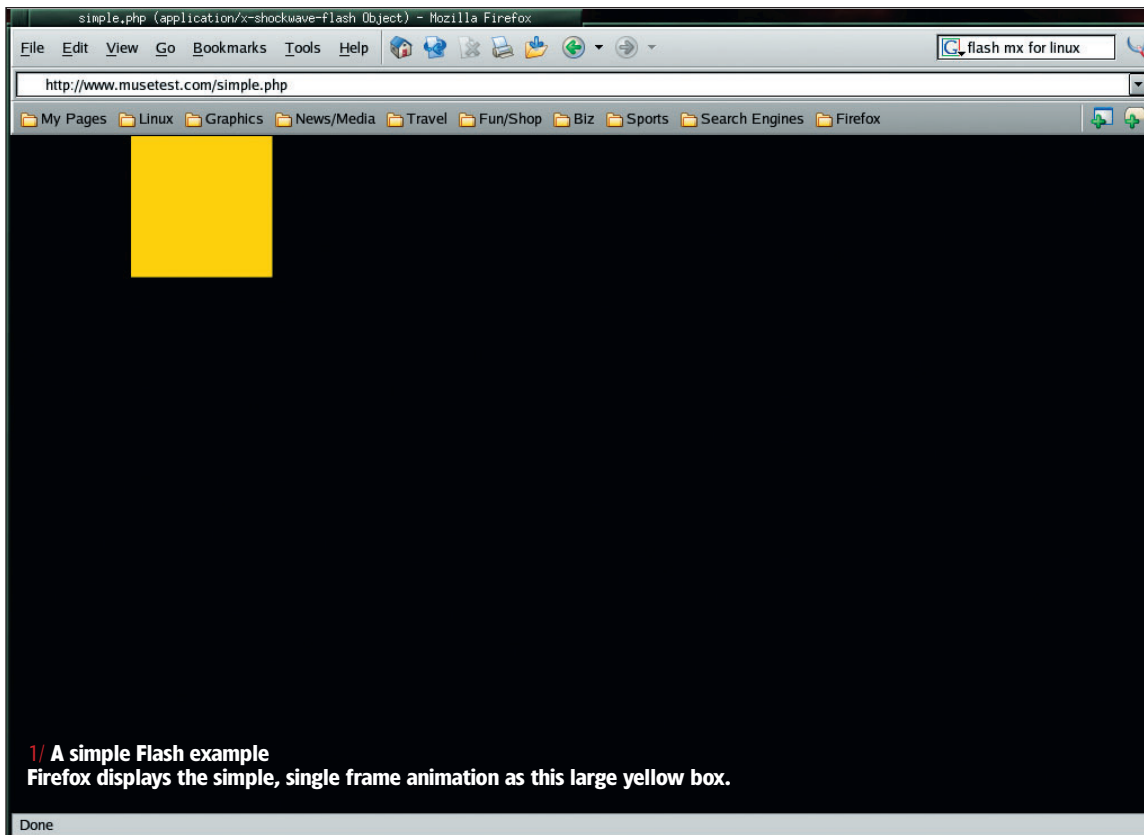 simple.php (application/x-shockwave-flash Object) - Mozilla Firefox
File Edit View Go Bookmarks Tools Help
G flash mx for linux
http://www.musetest.com/simple.php
My Pages Linux Graphics News/Media Travel Fun/Shop Biz Sports Search Engines Firefox
1/ A simple Flash example
Firefox displays the simple, single frame animation as this large yellow box.
Done